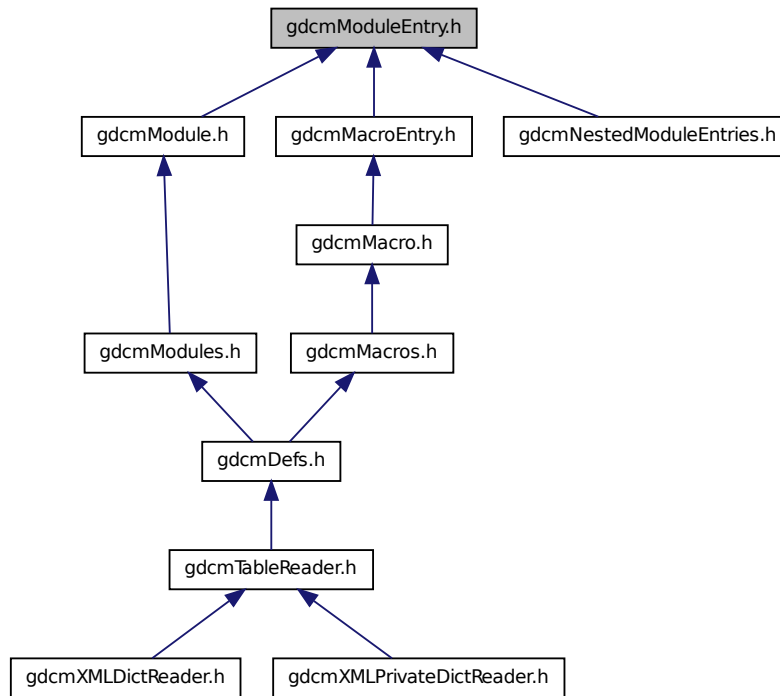 gdcmModuleEntry.h
gdcmModule.h
gdcmMacroEntry.h
gdcmNestedModuleEntries.h
gdcmMacro.h
gdcmModules.h
gdcmMacros.h
gdcmDefs.h
gdcmTableReader.h
gdcmXMLDictReader.h
gdcmXMLPrivateDictReader.h